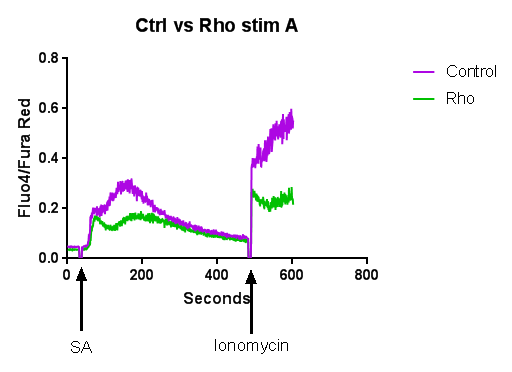 Ctrl vs Rho stim A
Control
Rho
Fluo4/Fura Red
0.8
0.6
0.4
0.2
0.0
0 200 400 600 800
Seconds
SA
Ionomycin